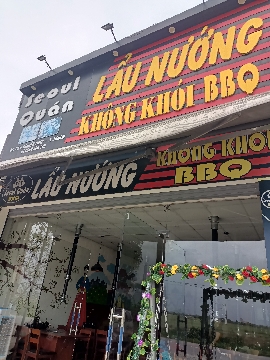 Seoul
Quán
LẨU NƯỚNG
KHÔNG KHÓI BBQ
LẨU NƯỚNG
KHÔNG KHÓI
BBQ